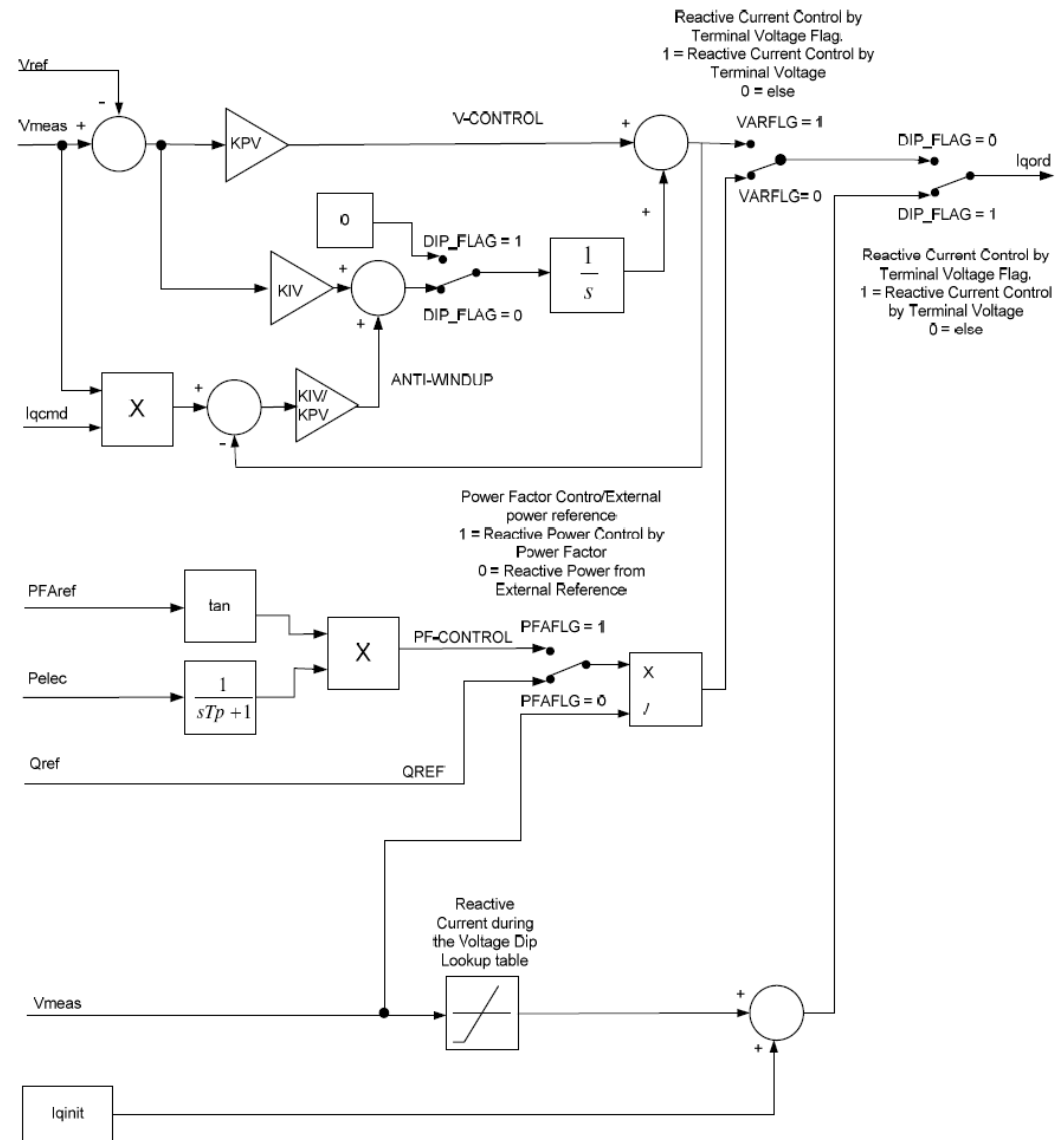 Reactive Current Control by
Terminal Voltage Flag.
1 = Reactive Current Control by
Terminal Voltage
0 = else
Vref
-
Vmeas +
KPV
V-CONTROL
+
VARFLG = 1
DIP_FLAG = 0
Iqord
VARFLG= 0
DIP_FLAG = 1
+
0
DIP_FLAG = 1
KIV
+
+
DIP_FLAG = 0
1
s
Reactive Current Control by
Terminal Voltage Flag.
1 = Reactive Current Control
by Terminal Voltage
0 = else
ANTI-WINDUP
X
+
-
KIV/
KPV
Iqcmd
Power Factor Contro/External
power reference
1 = Reactive Power Control by
Power Factor
0 = Reactive Power from
External Reference
PFAref
tan
X
PF-CONTROL
PFAFLG = 1
X
Pelec
1
sTp +1
PFAFLG = 0
Qref
QREF
Reactive
Current during
the Voltage Dip
Lookup table
Vmeas
+
+
Iqinit